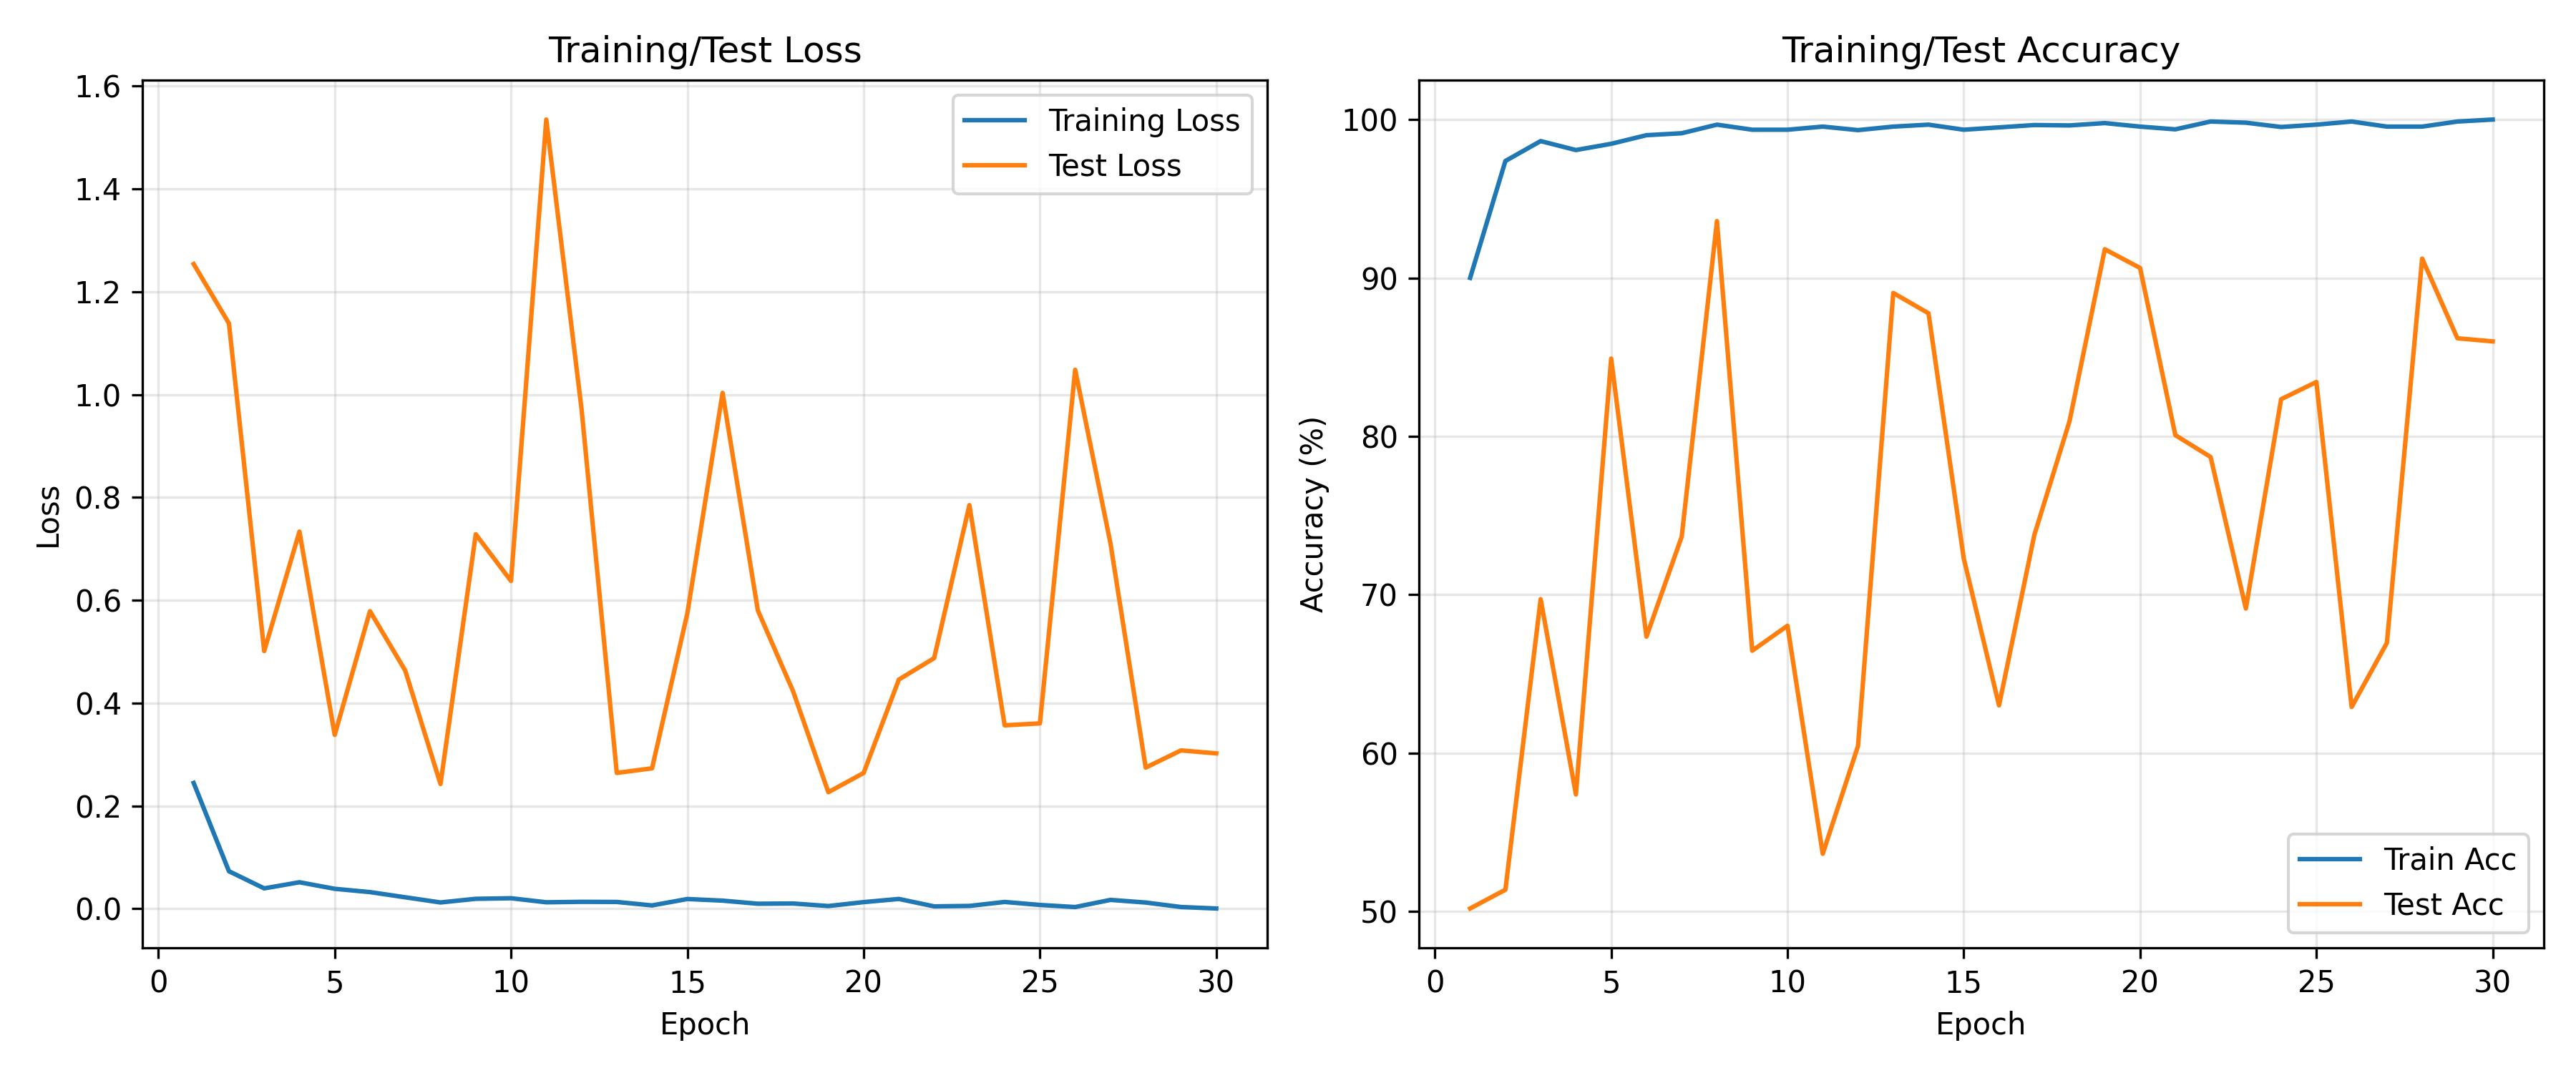 Training/Test Loss
1.6
1.4
1.2
1.0
0.8
0.6
0.4
0.2
0.0
Loss
Training Loss
Test Loss
0 5 10 15 20 25 30
Epoch
Training/Test Accuracy
100
90
80
70
60
50
Accuracy (%)
Train Acc
Test Acc
0 5 10 15 20 25 30
Epoch